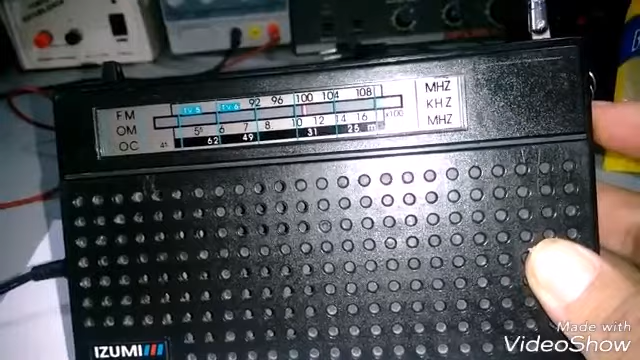 TV 5 TV 6 92 96 100 104 108 MHZ
FM
KHZ
x100
OM 5⁵ 6 7 8 10 12 14 16 MHZ
OC 62 49 31 25 m
IZUMI
Made with
VideoShow